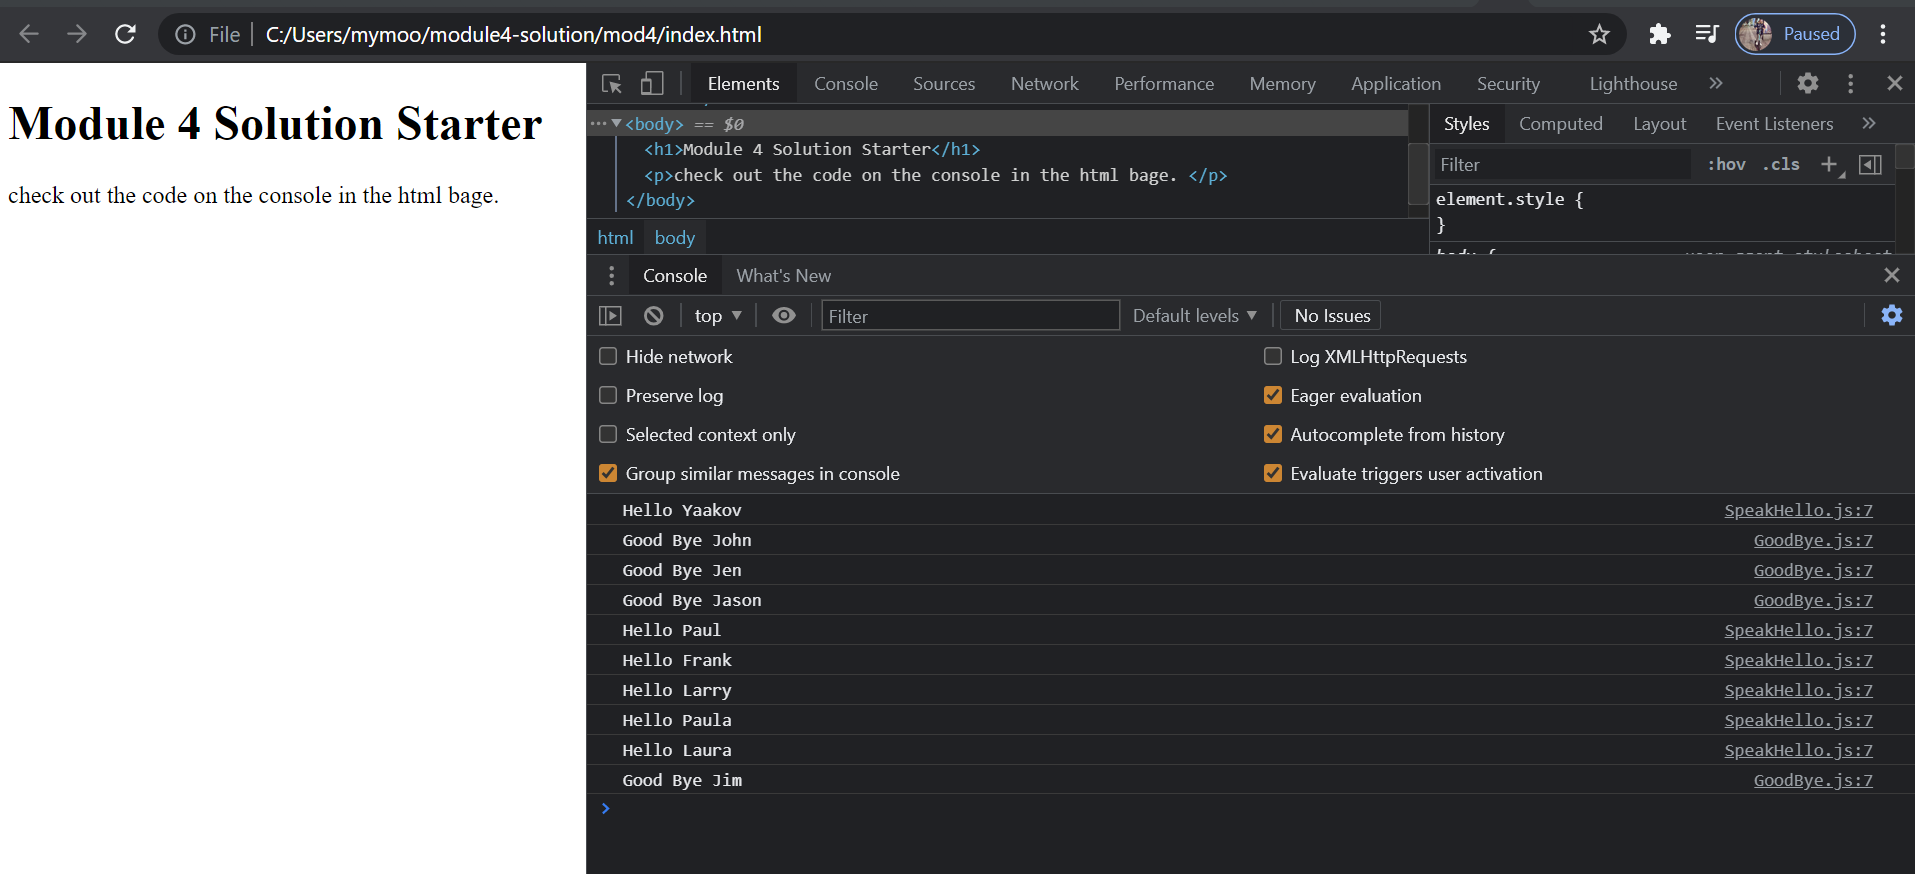 File C:/Users/mymoo/module4-solution/mod4/index.html Paused
Module 4 Solution Starter
check out the code on the console in the html bage.
Elements Console Sources Network Performance Memory Application Security Lighthouse »
<body> == $0
<h1>Module 4 Solution Starter</h1>
<p>check out the code on the console in the html bage. </p>
</body>
html body
Styles Computed Layout Event Listeners »
Filter :hov .cls +
element.style {
}
body {
Console What's New
top Filter Default levels No Issues
Hide network Log XMLHttpRequests
Preserve log Eager evaluation
Selected context only Autocomplete from history
Group similar messages in console Evaluate triggers user activation
Hello Yaakov SpeakHello.js:7
Good Bye John GoodBye.js:7
Good Bye Jen GoodBye.js:7
Good Bye Jason GoodBye.js:7
Hello Paul SpeakHello.js:7
Hello Frank SpeakHello.js:7
Hello Larry SpeakHello.js:7
Hello Paula SpeakHello.js:7
Hello Laura SpeakHello.js:7
Good Bye Jim GoodBye.js:7